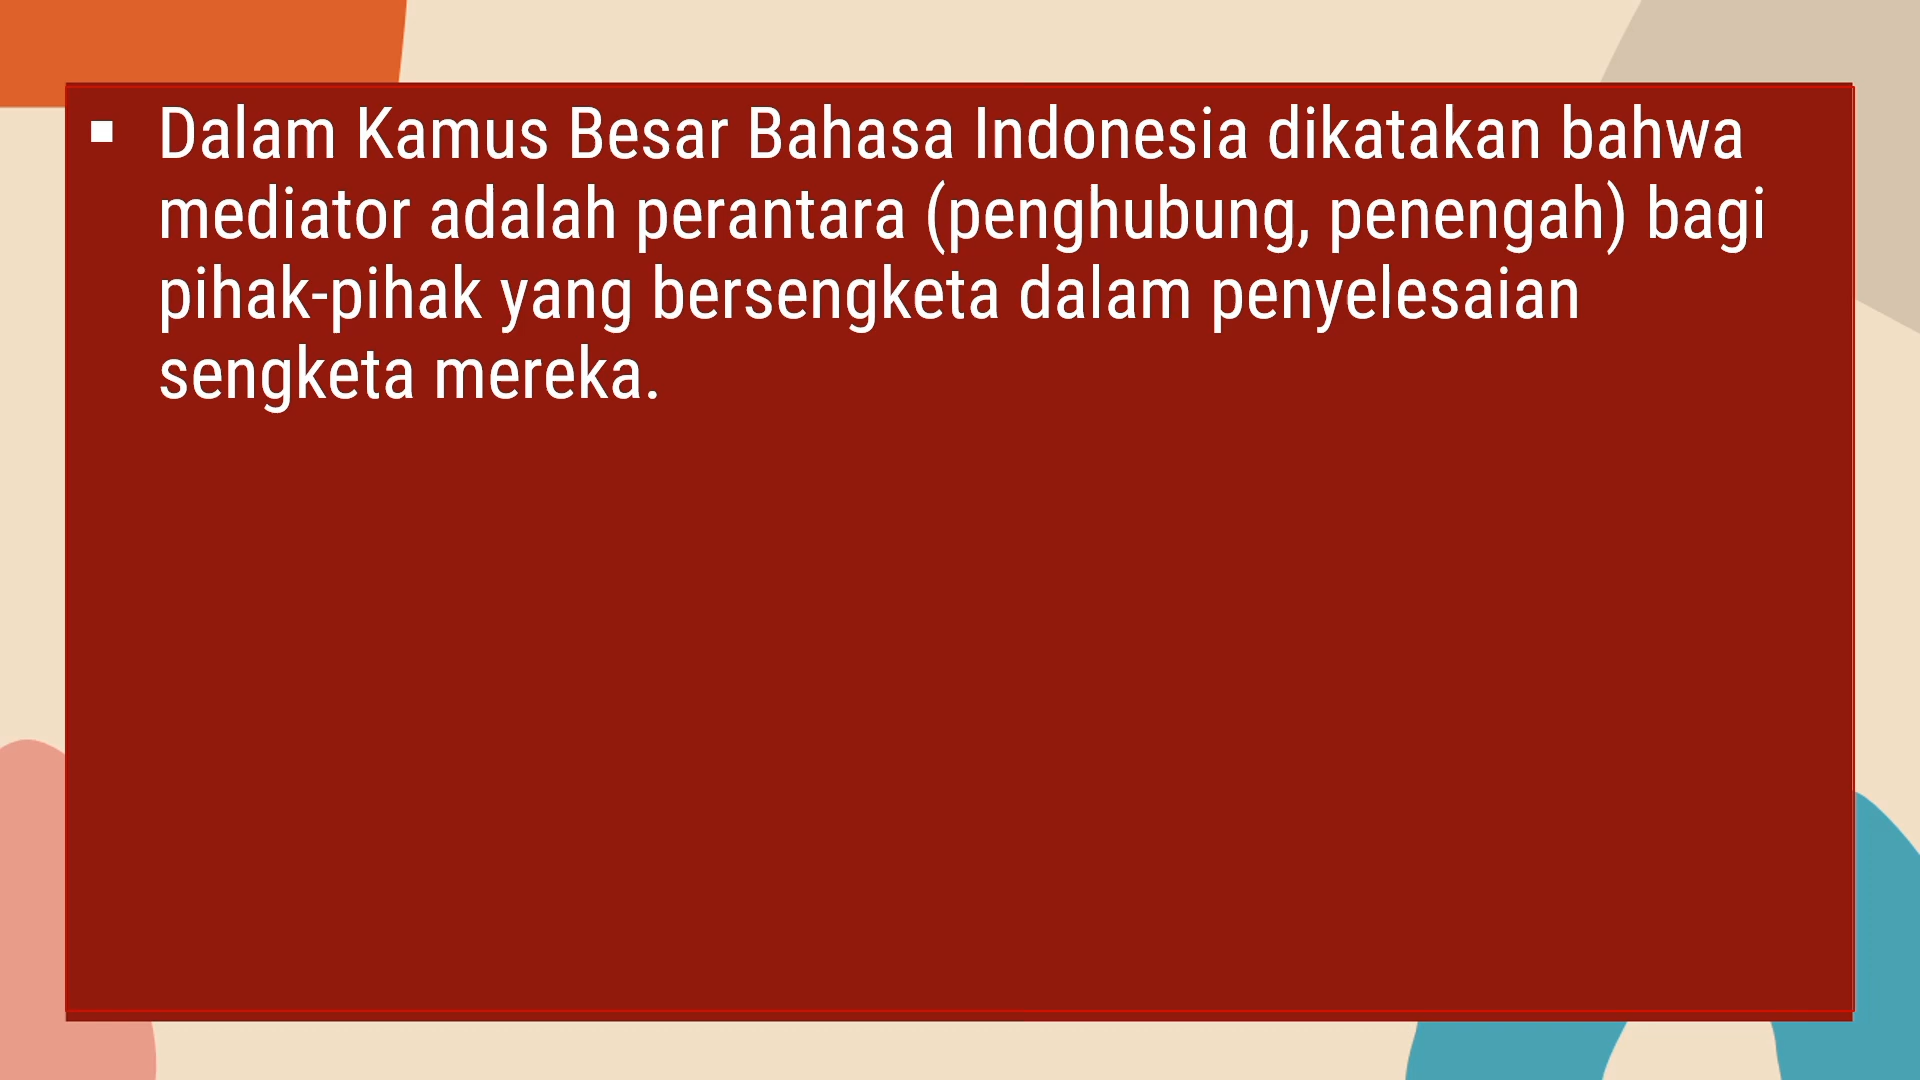 ▪ Dalam Kamus Besar Bahasa Indonesia dikatakan bahwa
mediator adalah perantara (penghubung, penengah) bagi
pihak-pihak yang bersengketa dalam penyelesaian
sengketa mereka.